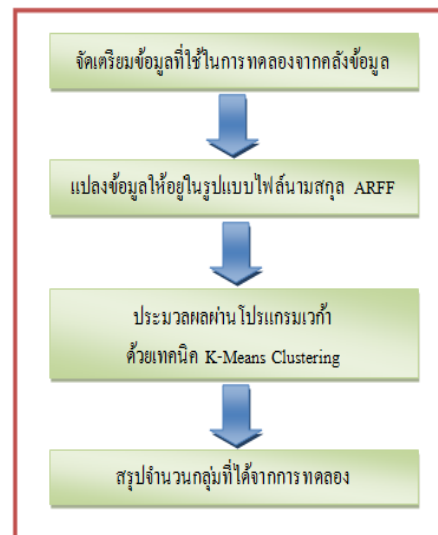 จัดเตรียมข้อมูลที่ใช้ในการทดลองจากคลังข้อมูล
แปลงข้อมูลให้อยู่ในรูปแบบไฟล์นามสกุล ARFF
ประมวลผลผ่านโปรแกรมเวก้า
ด้วยเทคนิค K-Means Clustering
สรุปจำนวนกลุ่มที่ได้จากการทดลอง